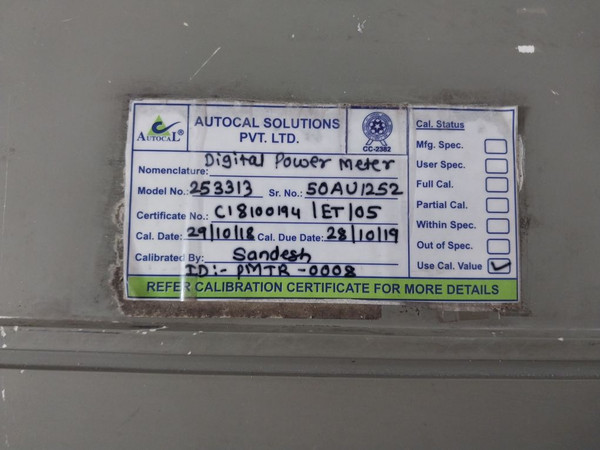 AUTOCAL®
AUTOCAL SOLUTIONS
PVT. LTD.
CC-2382
Nomenclature: Digital Power Meter
Model No.: 253313 Sr. No.: 50AU1252
Certificate No.: C18100194 /ET/05
Cal. Date: 29/10/18 Cal. Due Date: 28/10/19
Calibrated By: Sandesh
ID:- PMTR-0008
Cal. Status
Mfg. Spec.
User Spec.
Full Cal.
Partial Cal.
Within Spec.
Out of Spec.
Use Cal. Value ✓
REFER CALIBRATION CERTIFICATE FOR MORE DETAILS